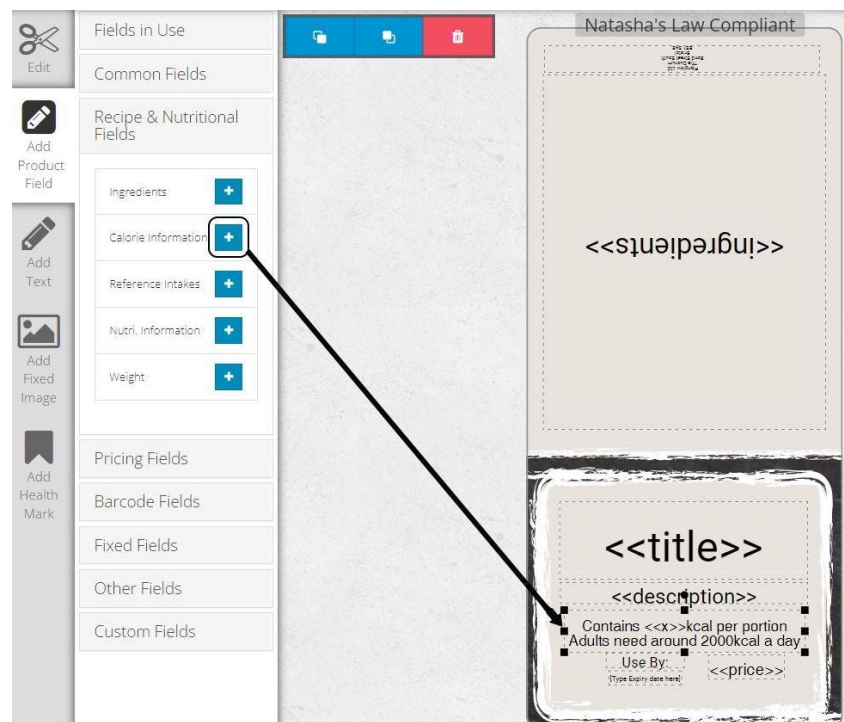 Edit
Add
Product
Field
Add
Text
Add
Fixed
Image
Add
Health
Mark
Fields in Use
Common Fields
Recipe & Nutritional
Fields
Ingredients
Calorie Information
Reference Intakes
Nutri. Information
Weight
Pricing Fields
Barcode Fields
Fixed Fields
Other Fields
Custom Fields
Natasha's Law Compliant
<<ingredients>>
<<title>>
<<description>>
Contains <<x>>kcal per portion
Adults need around 2000kcal a day
Use By:
[Type Expiry date here]
<<price>>